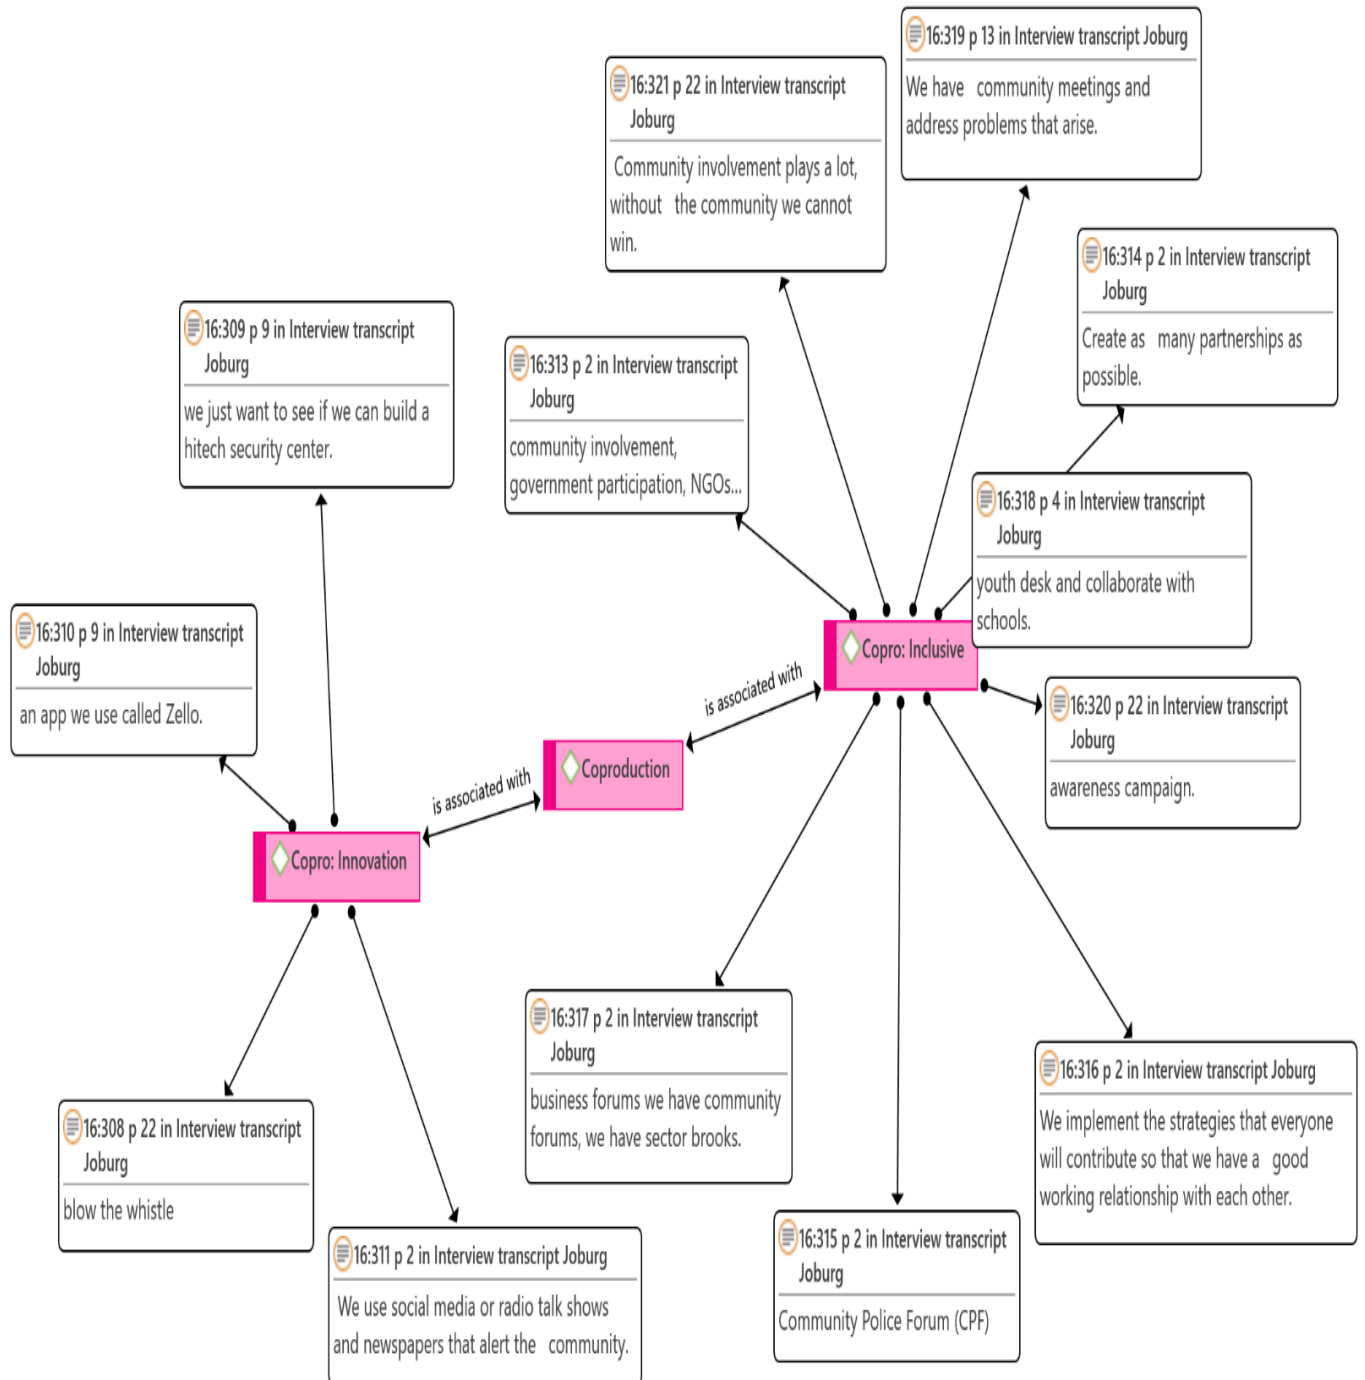 16:319 p 13 in Interview transcript Joburg
We have community meetings and
address problems that arise.
16:321 p 22 in Interview transcript
Joburg
Community involvement plays a lot,
without the community we cannot
win.
16:314 p 2 in Interview transcript
Joburg
Create as many partnerships as
possible.
16:309 p 9 in Interview transcript
Joburg
we just want to see if we can build a
hitech security center.
16:313 p 2 in Interview transcript
Joburg
community involvement,
government participation, NGOs...
16:318 p 4 in Interview transcript
Joburg
youth desk and collaborate with
schools.
16:310 p 9 in Interview transcript
Joburg
an app we use called Zello.
Copro: Inclusive
is associated with
16:320 p 22 in Interview transcript
Joburg
awareness campaign.
Coproduction
is associated with
Copro: Innovation
16:317 p 2 in Interview transcript
Joburg
business forums we have community
forums, we have sector brooks.
16:316 p 2 in Interview transcript Joburg
We implement the strategies that everyone
will contribute so that we have a good
working relationship with each other.
16:308 p 22 in Interview transcript
Joburg
blow the whistle
16:315 p 2 in Interview transcript
Joburg
Community Police Forum (CPF)
16:311 p 2 in Interview transcript Joburg
We use social media or radio talk shows
and newspapers that alert the community.